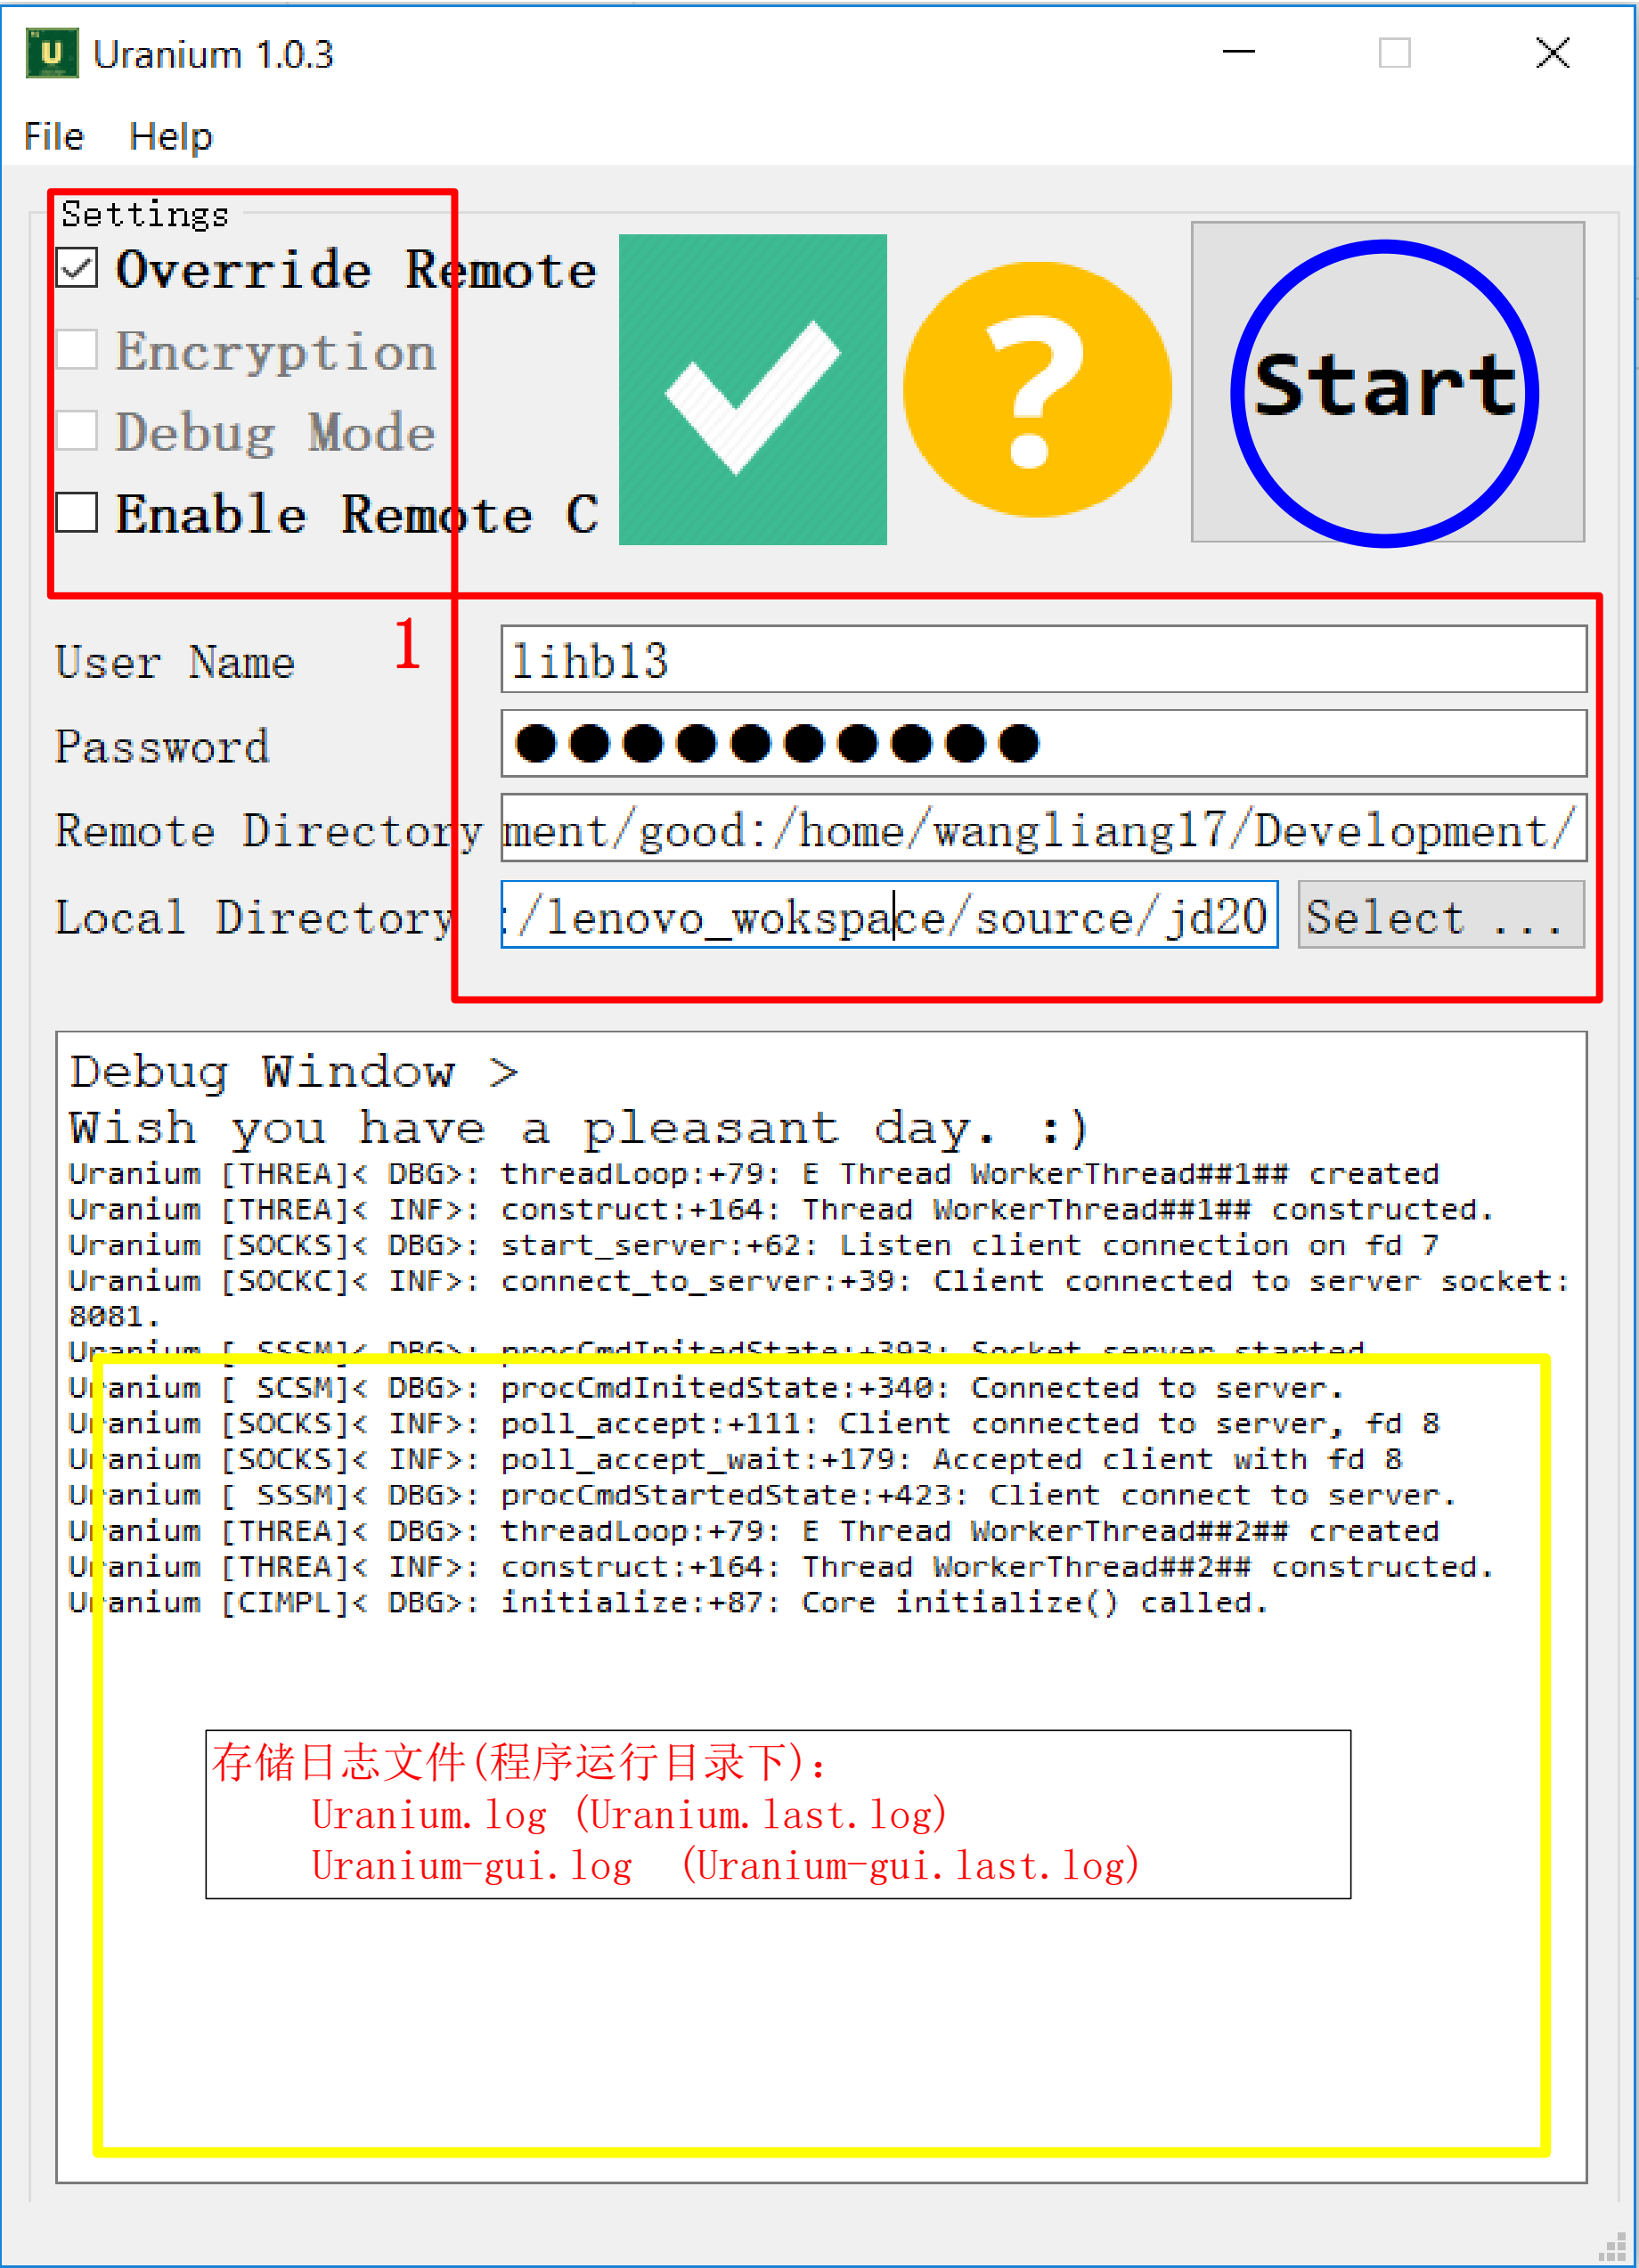 U
Uranium 1.0.3
File Help
Settings
Override Remote
Encryption
Debug Mode
Enable Remote C
?
Start
1
User Name lihb13
Password ●●●●●●●●●●
Remote Directory ment/good:/home/wangliang17/Development/
Local Directory :/lenovo_wokspace/source/jd20 Select ...
Debug Window >
Wish you have a pleasant day. :)
Uranium [THREA]< DBG>: threadLoop:+79: E Thread WorkerThread##1## created
Uranium [THREA]< INF>: construct:+164: Thread WorkerThread##1## constructed.
Uranium [SOCKS]< DBG>: start_server:+62: Listen client connection on fd 7
Uranium [SOCKC]< INF>: connect_to_server:+39: Client connected to server socket:
8081.
Uranium [ SSSM]< DBG>: procCmdInitedState:+393: Socket server started
Uranium [ SCSM]< DBG>: procCmdInitedState:+340: Connected to server.
Uranium [SOCKS]< INF>: poll_accept:+111: Client connected to server, fd 8
Uranium [SOCKS]< INF>: poll_accept_wait:+179: Accepted client with fd 8
Uranium [ SSSM]< DBG>: procCmdStartedState:+423: Client connect to server.
Uranium [THREA]< DBG>: threadLoop:+79: E Thread WorkerThread##2## created
Uranium [THREA]< INF>: construct:+164: Thread WorkerThread##2## constructed.
Uranium [CIMPL]< DBG>: initialize:+87: Core initialize() called.
存储日志文件(程序运行目录下):
Uranium.log (Uranium.last.log)
Uranium-gui.log (Uranium-gui.last.log)